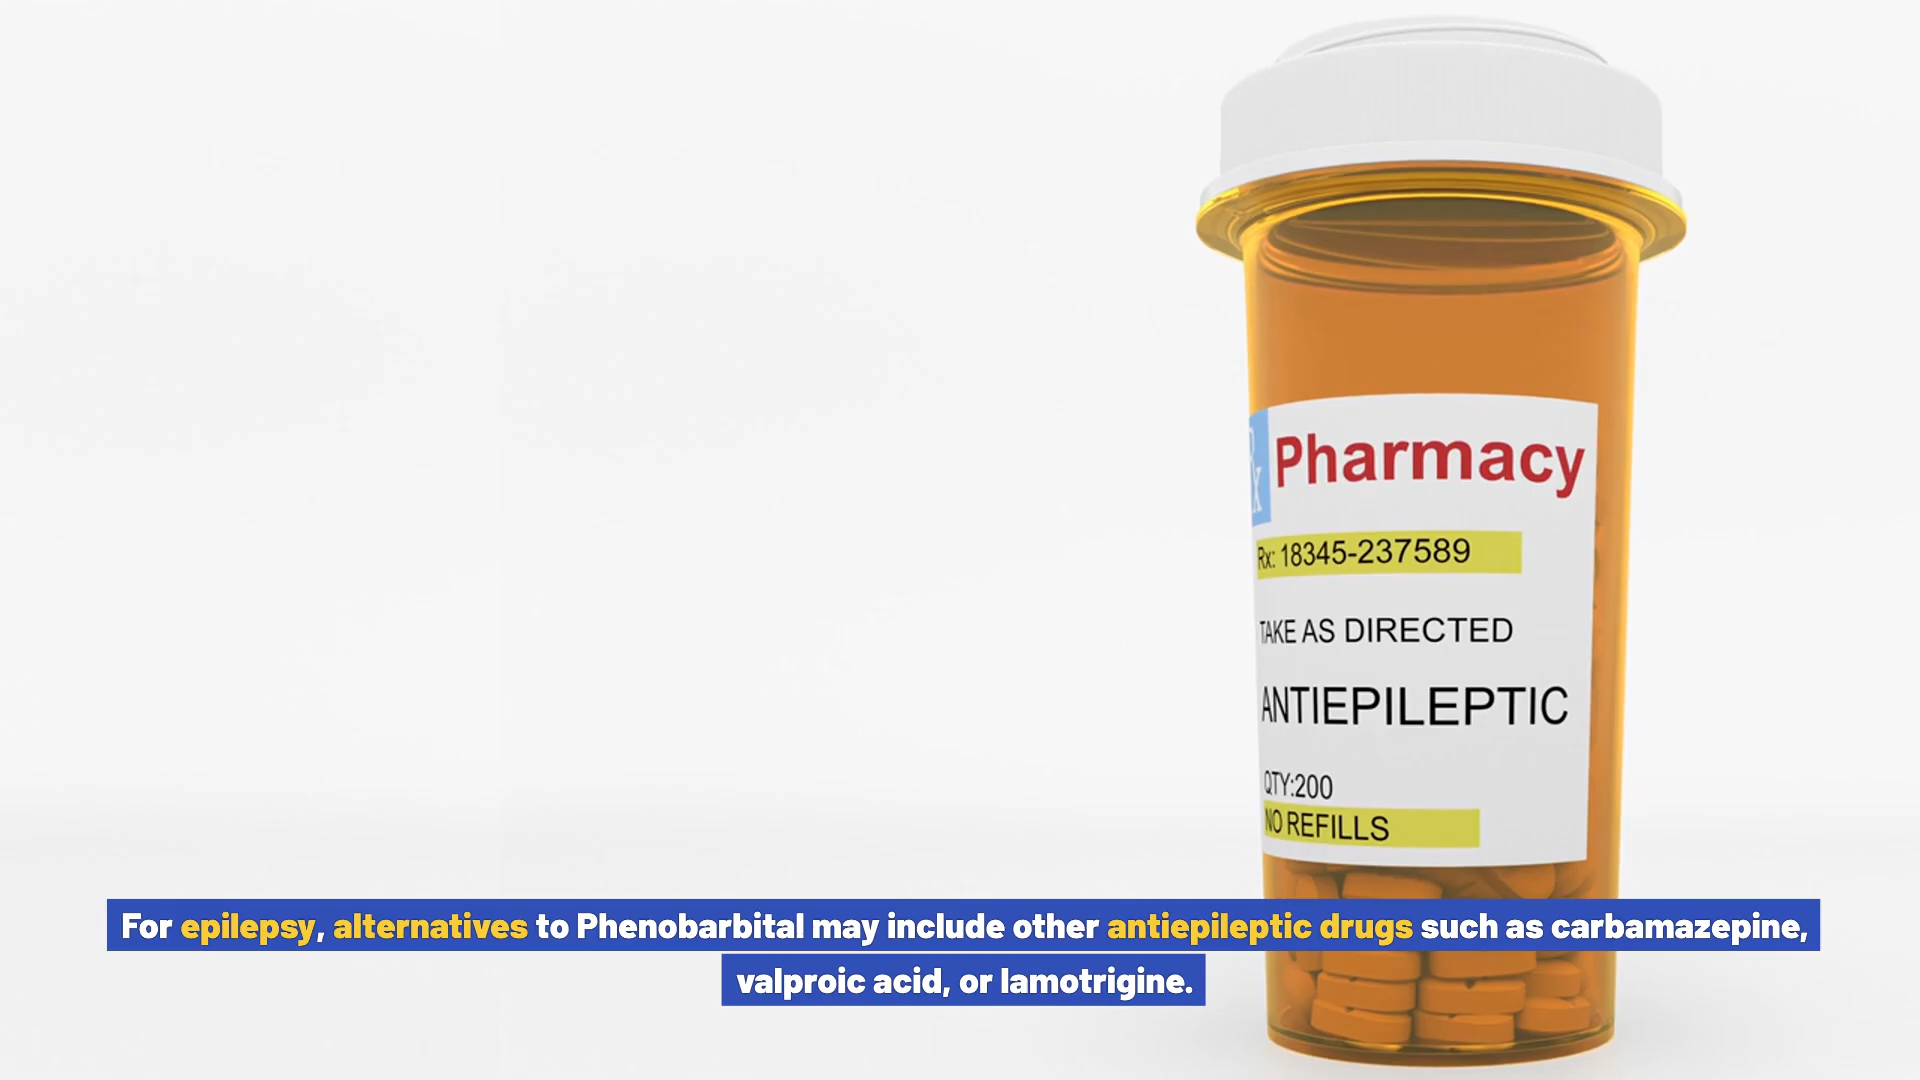 Rx Pharmacy
Rx: 18345-237589
TAKE AS DIRECTED
ANTIEPILEPTIC
QTY:200
NO REFILLS
For epilepsy, alternatives to Phenobarbital may include other antiepileptic drugs such as carbamazepine,
valproic acid, or lamotrigine.